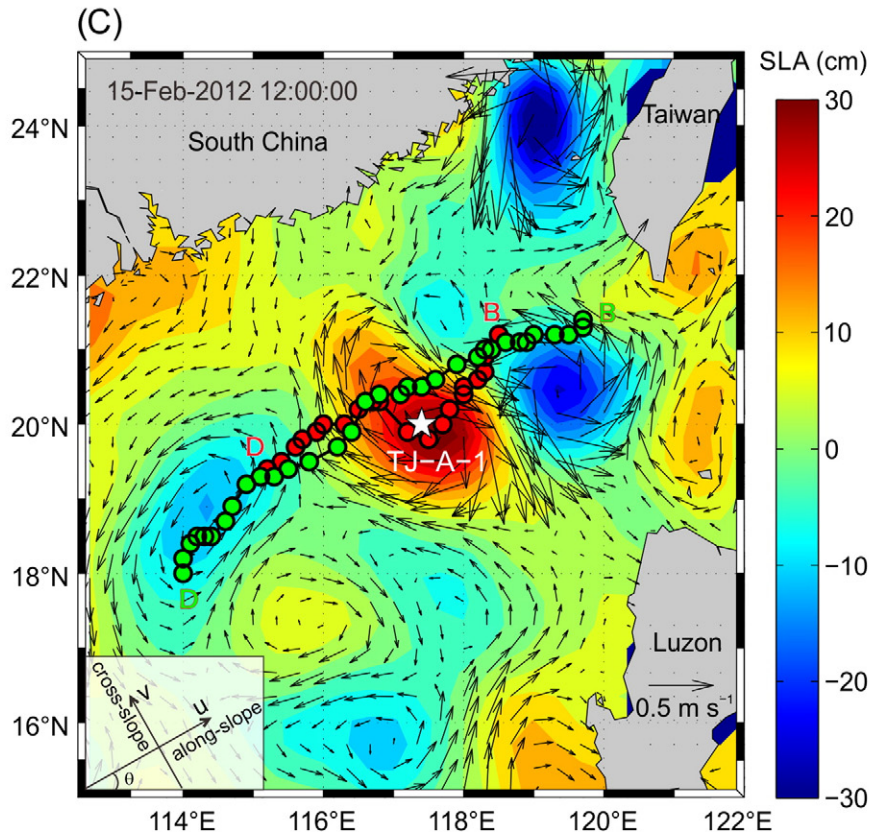 (C)
SLA (cm)
15-Feb-2012 12:00:00
South China
Taiwan
24°N
22°N
20°N
18°N
16°N
B
B
D
D
TJ−A−1
Luzon
0.5 m s⁻¹
cross-slope
v
u
along-slope
θ
114°E
116°E
118°E
120°E
122°E
30
20
10
0
−10
−20
−30